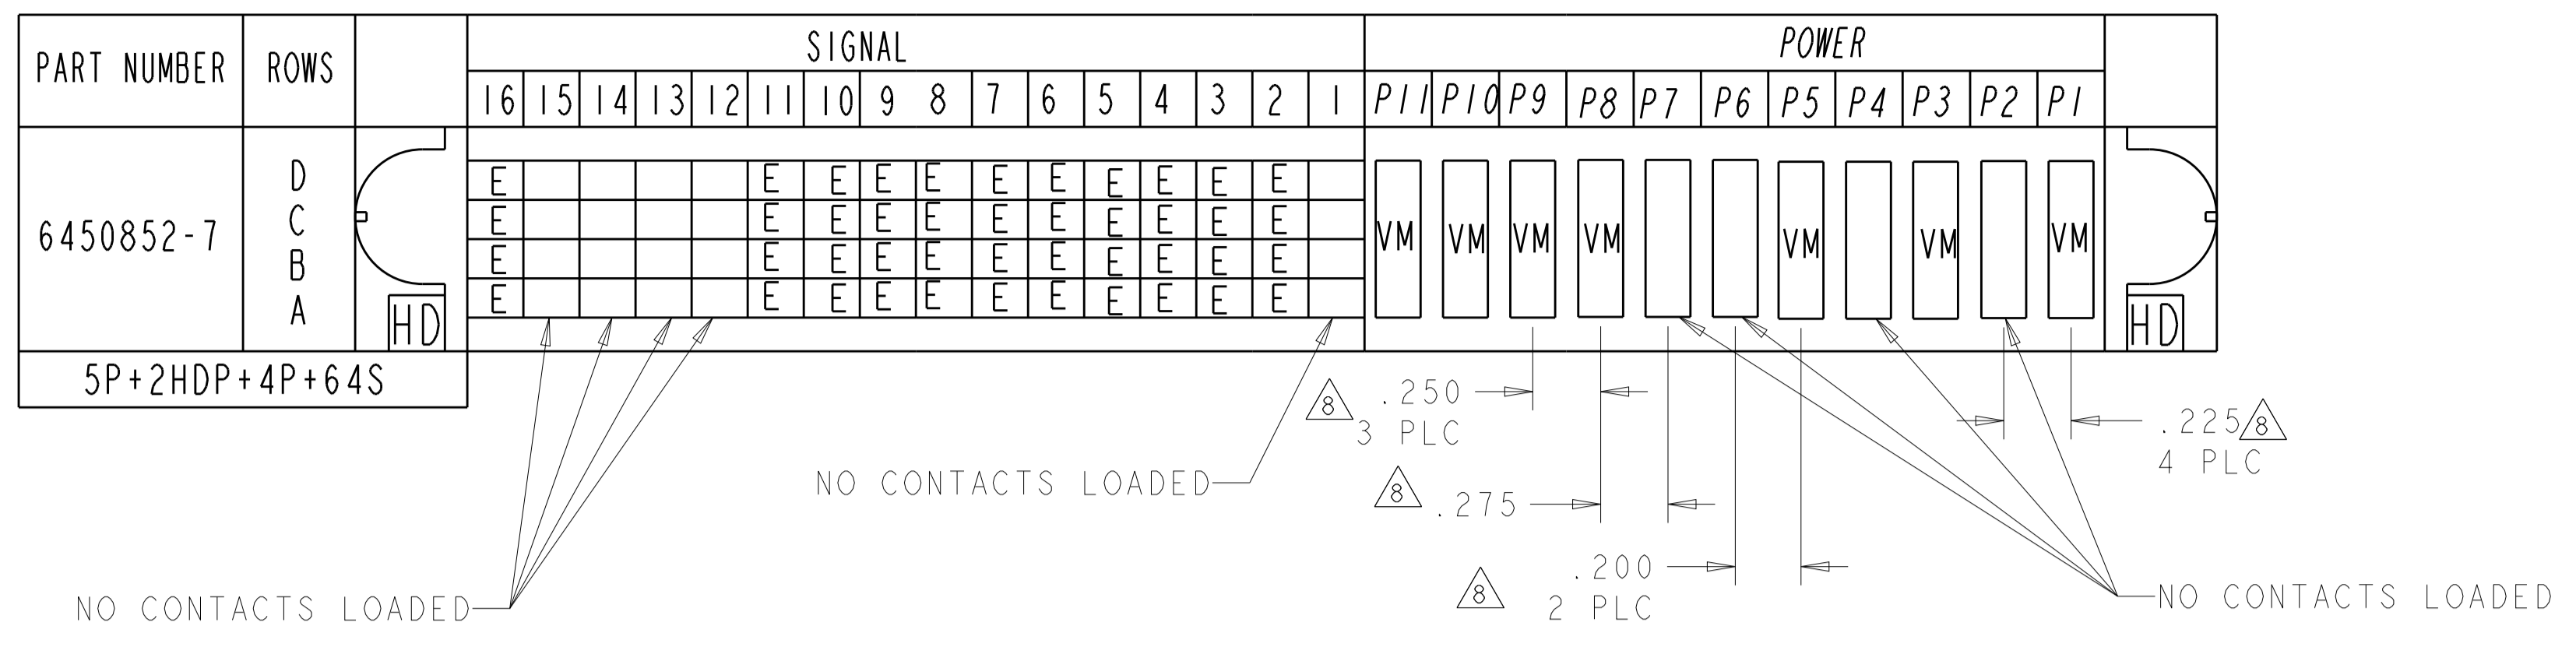 PART NUMBER ROWS SIGNAL POWER
16 15 14 13 12 11 10 9 8 7 6 5 4 3 2 1 P11 P10 P9 P8 P7 P6 P5 P4 P3 P2 P1
D E E E E E E E E E E E
C E E E E E E E E E E E
6450852-7 VM VM VM VM VM VM VM
B E E E E E E E E E E E
A E E E E E E E E E E E
HD HD
5P+2HDP+4P+64S
8 .250
3 PLC
.225 8
4 PLC
NO CONTACTS LOADED
8 .275
8 .200
2 PLC
NO CONTACTS LOADED
NO CONTACTS LOADED